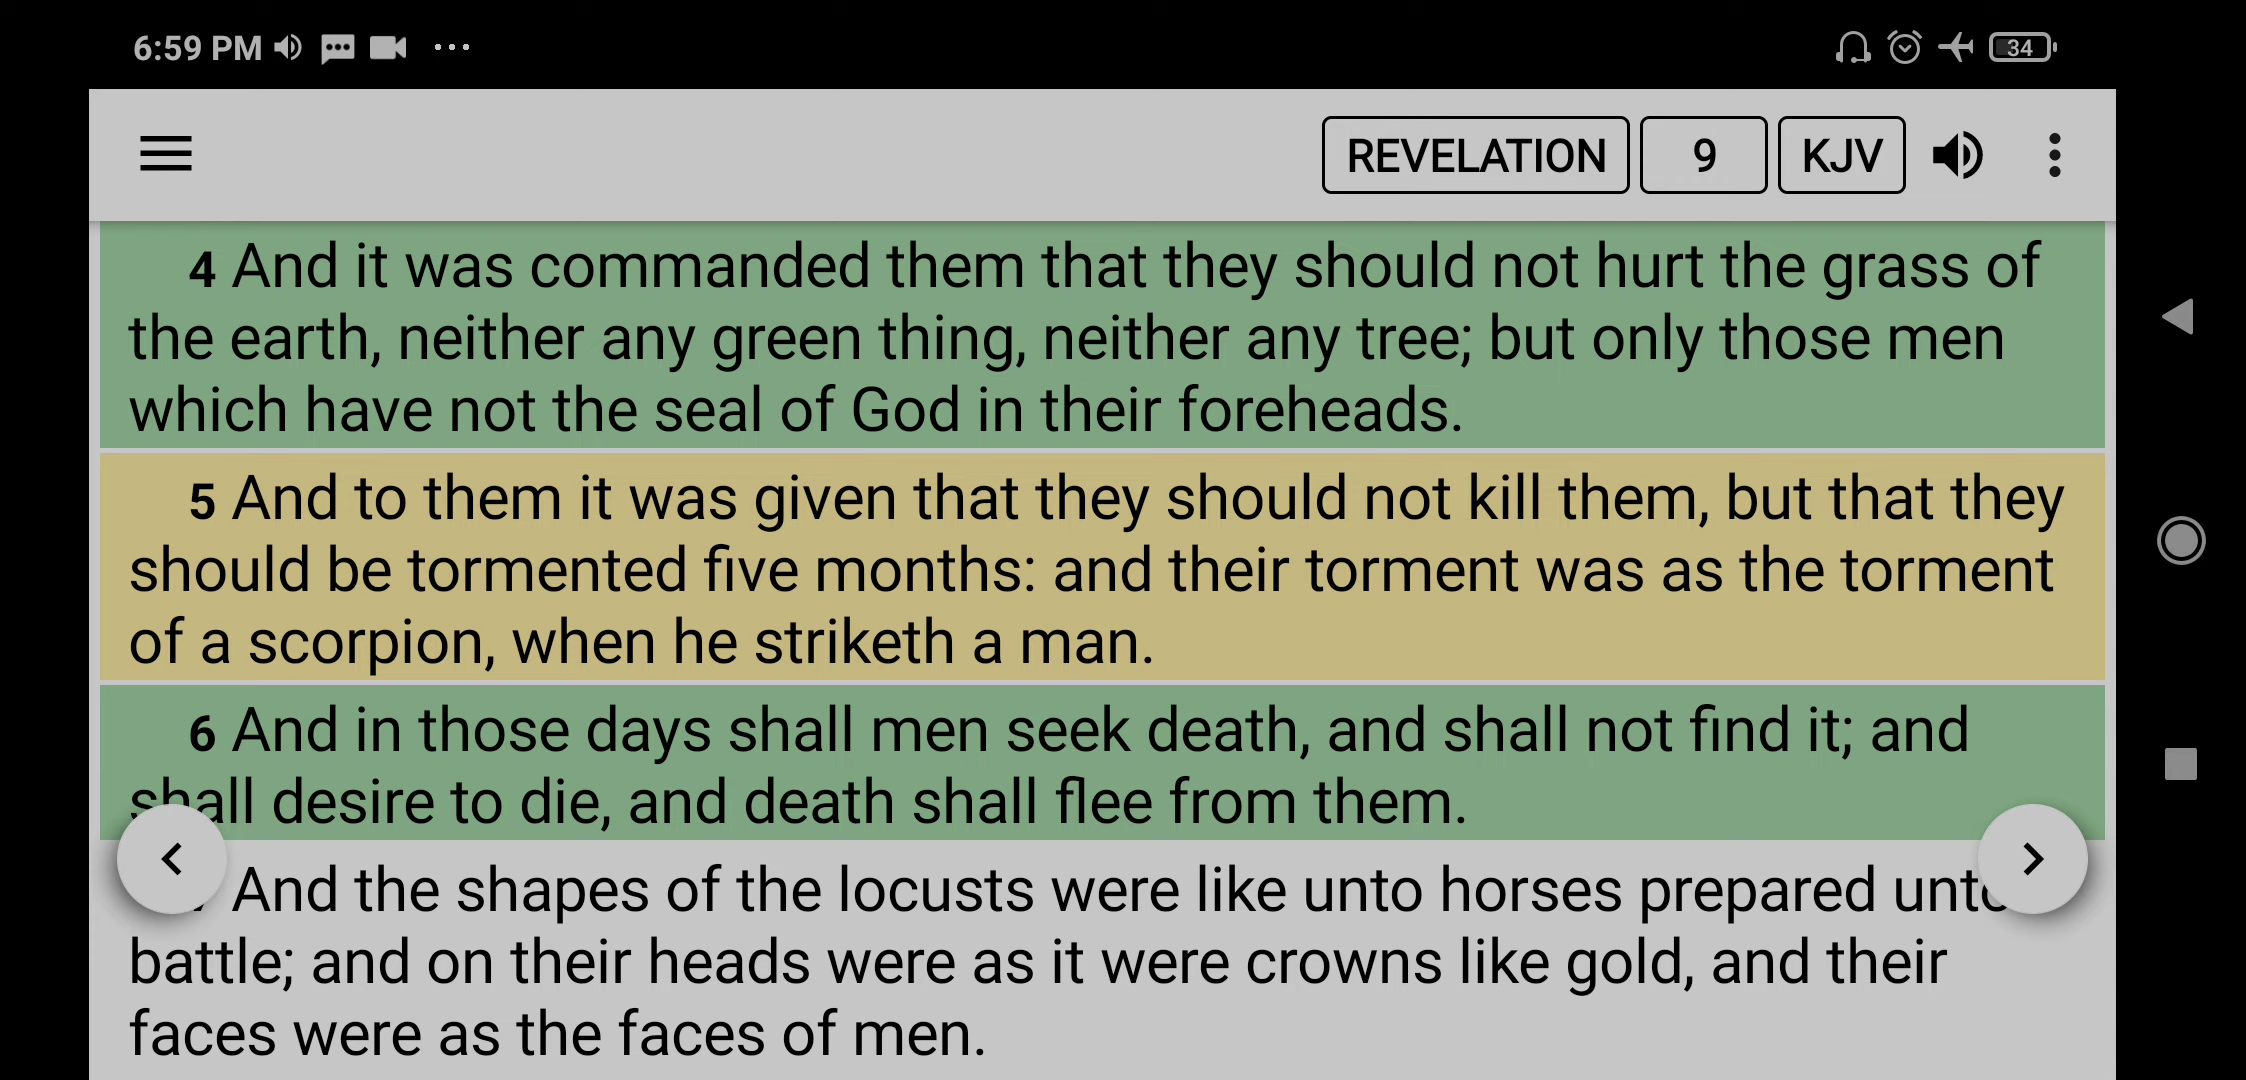 6:59 PM
34
REVELATION 9 KJV
4 And it was commanded them that they should not hurt the grass of
the earth, neither any green thing, neither any tree; but only those men
which have not the seal of God in their foreheads.
5 And to them it was given that they should not kill them, but that they
should be tormented five months: and their torment was as the torment
of a scorpion, when he striketh a man.
6 And in those days shall men seek death, and shall not find it; and
shall desire to die, and death shall flee from them.
And the shapes of the locusts were like unto horses prepared unto
battle; and on their heads were as it were crowns like gold, and their
faces were as the faces of men.